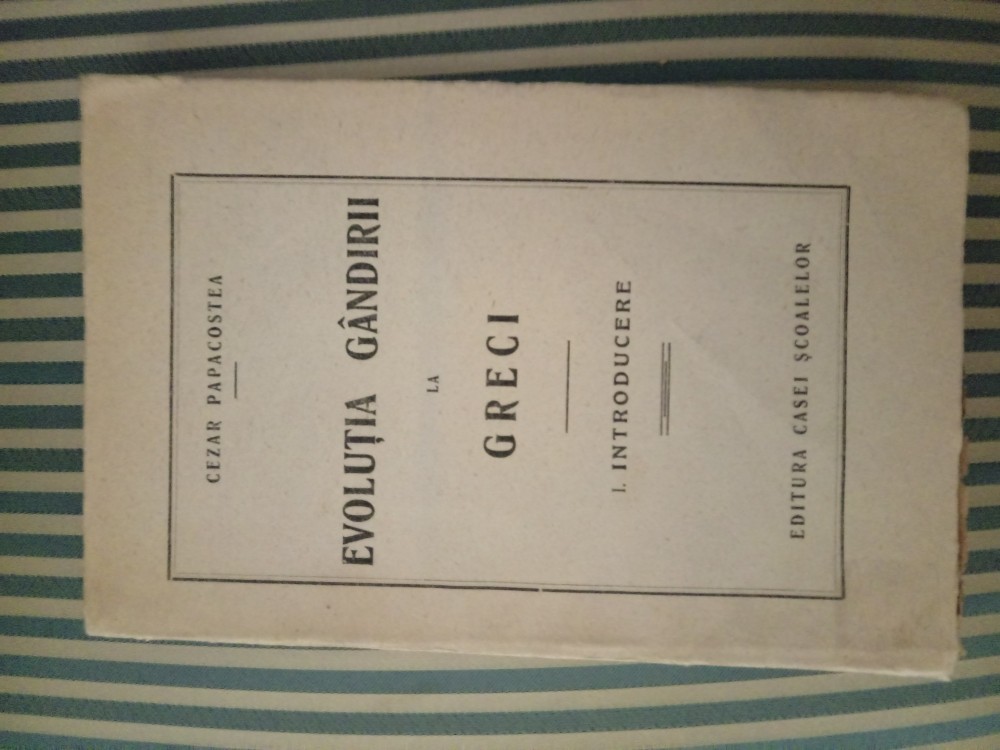 CEZAR PAPACOSTEA
EVOLUȚIA GÂNDIRII
LA
GRECI
I. INTRODUCERE
EDITURA CASEI ȘCOALELOR